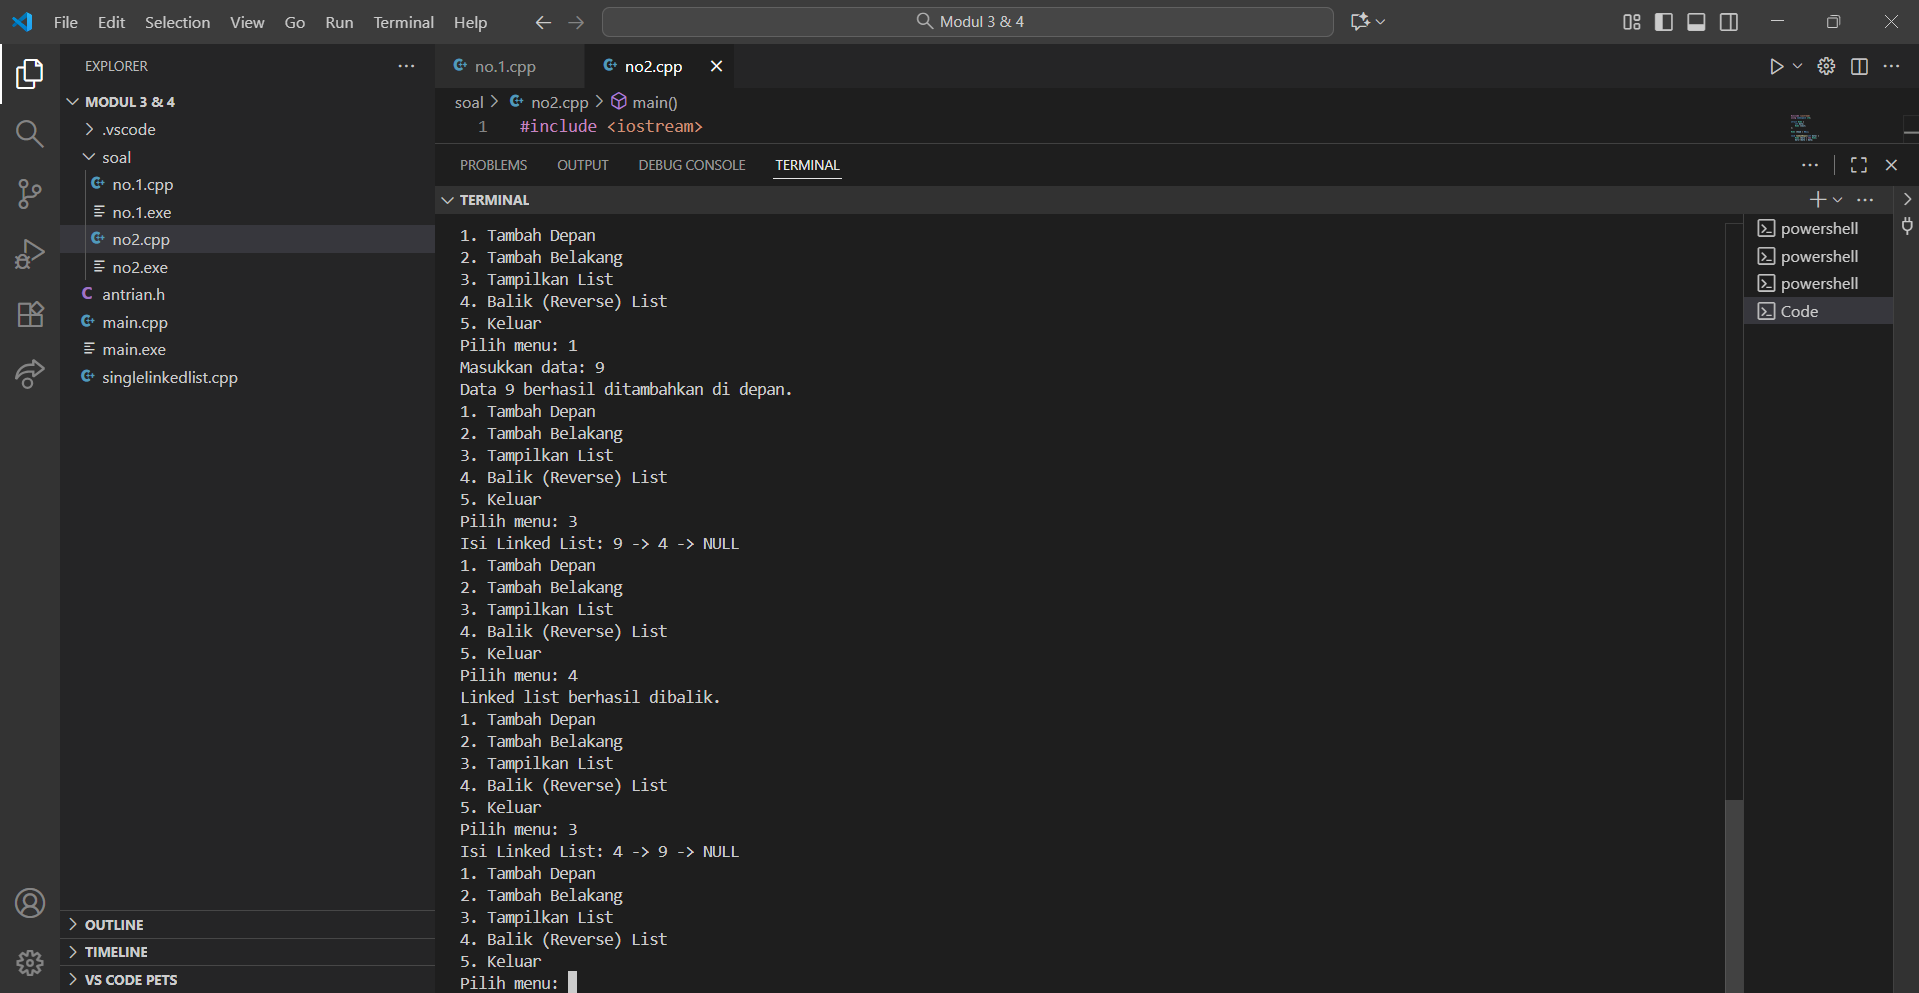 File Edit Selection View Go Run Terminal Help
Modul 3 & 4
EXPLORER
MODUL 3 & 4
.vscode
soal
no.1.cpp
no.1.exe
no2.cpp
no2.exe
antrian.h
main.cpp
main.exe
singlelinkedlist.cpp
OUTLINE
TIMELINE
VS CODE PETS
no.1.cpp no2.cpp
soal > no2.cpp > main()
1 #include <iostream>
PROBLEMS OUTPUT DEBUG CONSOLE TERMINAL
TERMINAL
1. Tambah Depan
2. Tambah Belakang
3. Tampilkan List
4. Balik (Reverse) List
5. Keluar
Pilih menu: 1
Masukkan data: 9
Data 9 berhasil ditambahkan di depan.
1. Tambah Depan
2. Tambah Belakang
3. Tampilkan List
4. Balik (Reverse) List
5. Keluar
Pilih menu: 3
Isi Linked List: 9 -> 4 -> NULL
1. Tambah Depan
2. Tambah Belakang
3. Tampilkan List
4. Balik (Reverse) List
5. Keluar
Pilih menu: 4
Linked list berhasil dibalik.
1. Tambah Depan
2. Tambah Belakang
3. Tampilkan List
4. Balik (Reverse) List
5. Keluar
Pilih menu: 3
Isi Linked List: 4 -> 9 -> NULL
1. Tambah Depan
2. Tambah Belakang
3. Tampilkan List
4. Balik (Reverse) List
5. Keluar
Pilih menu:
powershell
powershell
powershell
Code